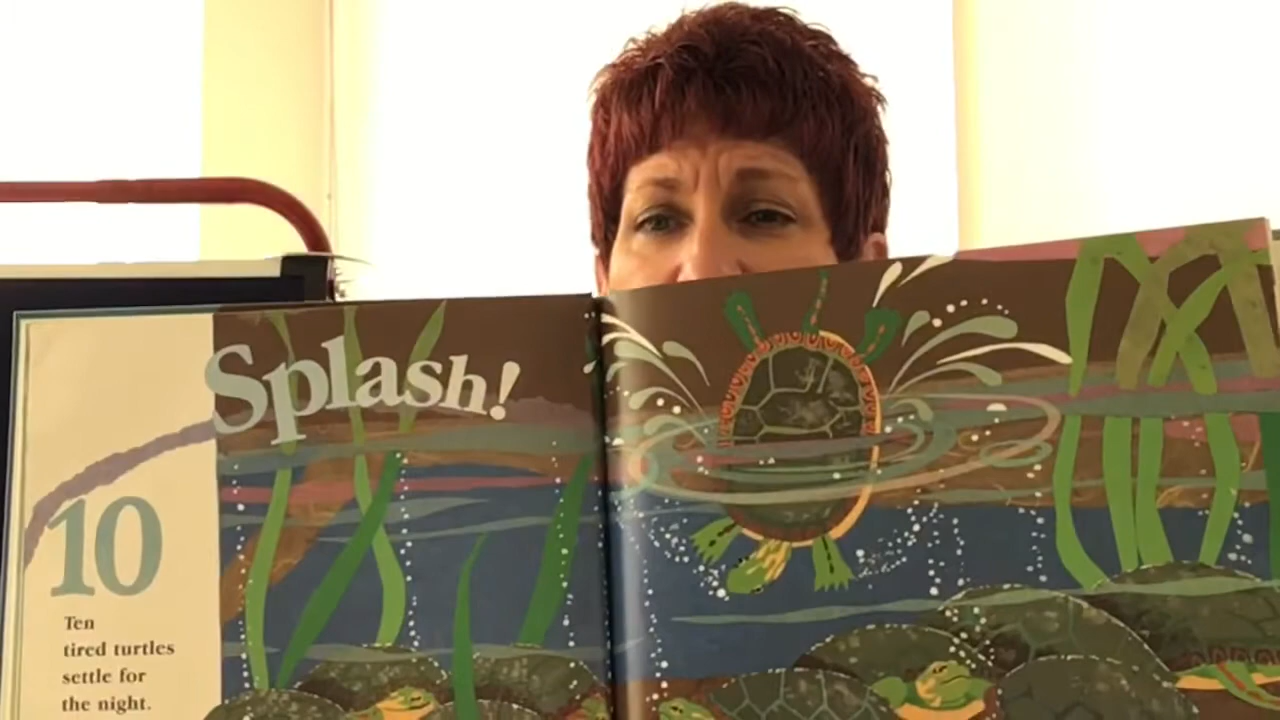 Splash!
10
Ten
tired turtles
settle for
the night.